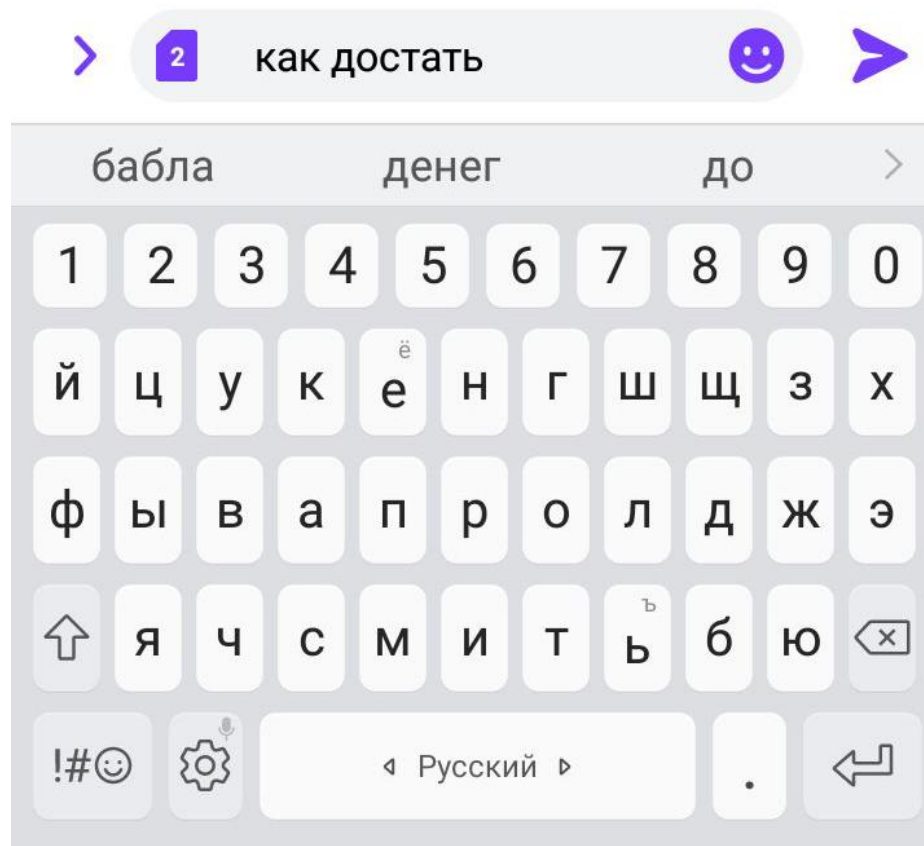 2 как достать
бабла денег до
1 2 3 4 5 6 7 8 9 0
й ц у к е ё н г ш щ з х
ф ы в а п р о л д ж э
я ч с м и т ь ъ б ю
!#☺ Русский .